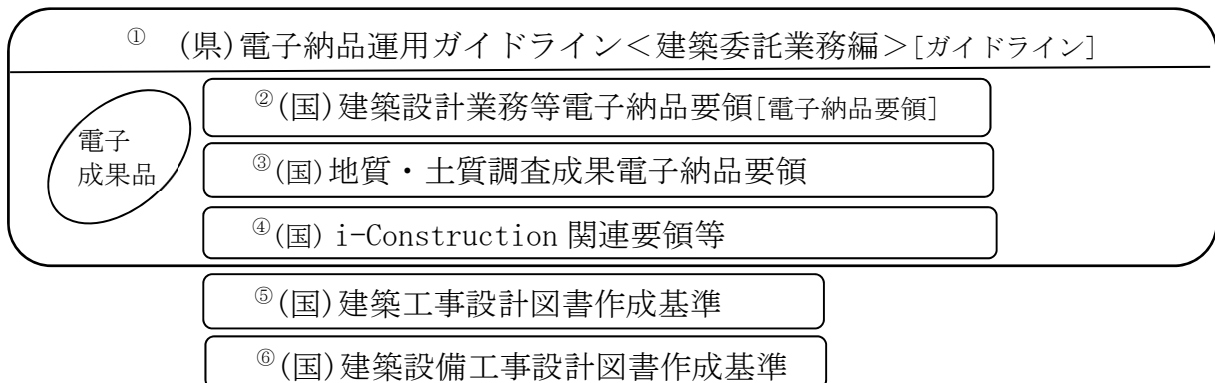 ① (県)電子納品運用ガイドライン＜建築委託業務編＞[ガイドライン]
②(国)建築設計業務等電子納品要領[電子納品要領]
電子
成果品
③(国)地質・土質調査成果電子納品要領
④(国) i-Construction 関連要領等
⑤(国)建築工事設計図書作成基準
⑥(国)建築設備工事設計図書作成基準